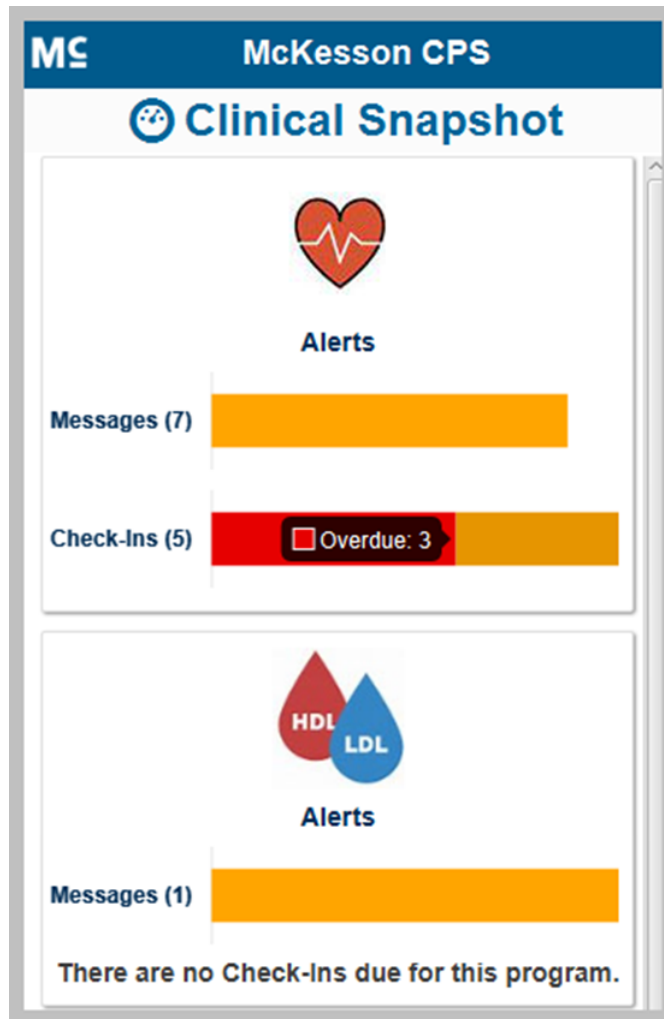 Mc McKesson CPS
Clinical Snapshot
Alerts
Messages (7)
Check-Ins (5) Overdue: 3
HDL
LDL
Alerts
Messages (1)
There are no Check-Ins due for this program.